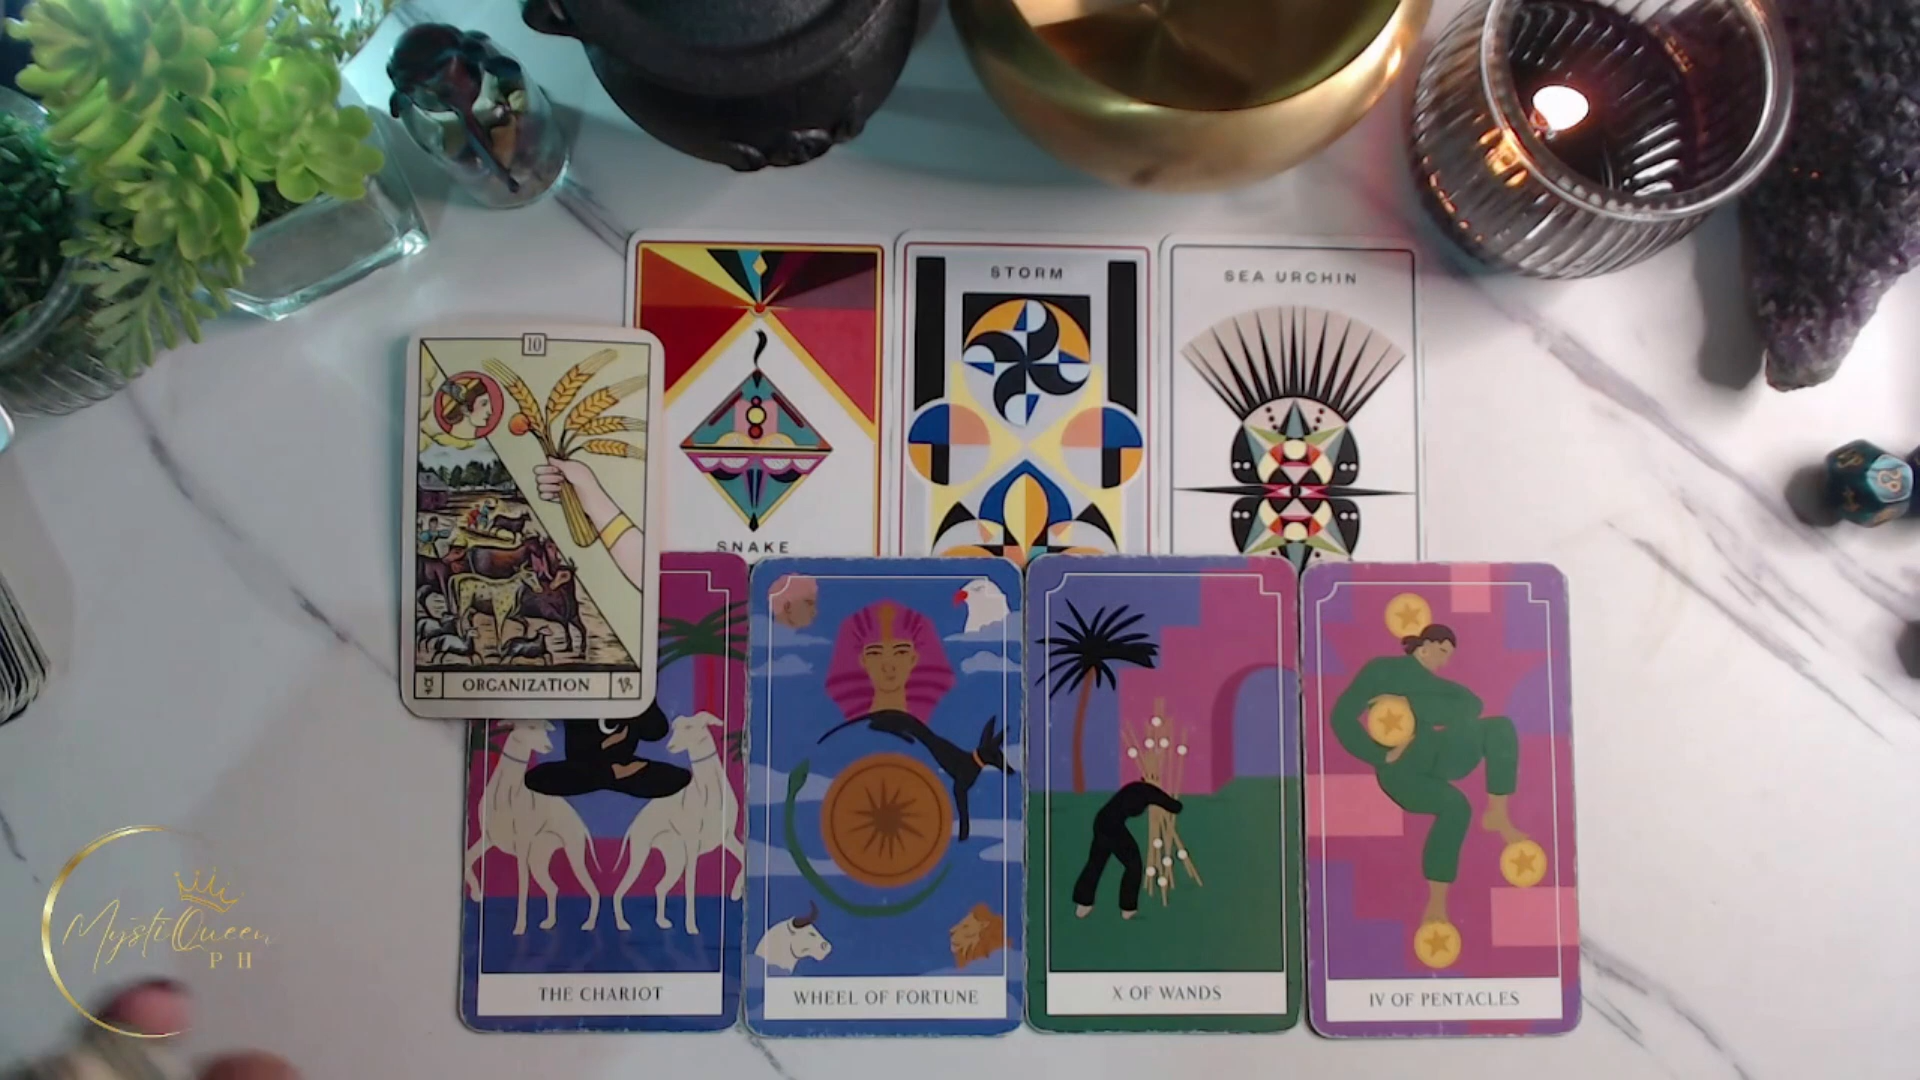 STORM
SEA URCHIN
10
SNAKE
ORGANIZATION
MystiQueen
PH
THE CHARIOT
WHEEL OF FORTUNE
X OF WANDS
IV OF PENTACLES